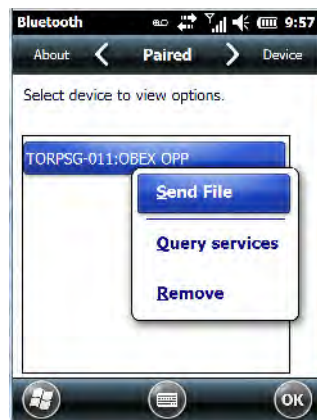 Bluetooth 9:57
About Paired Device
Select device to view options.
TORPSG-011:OBEX OPP
Send File
Query services
Remove
OK